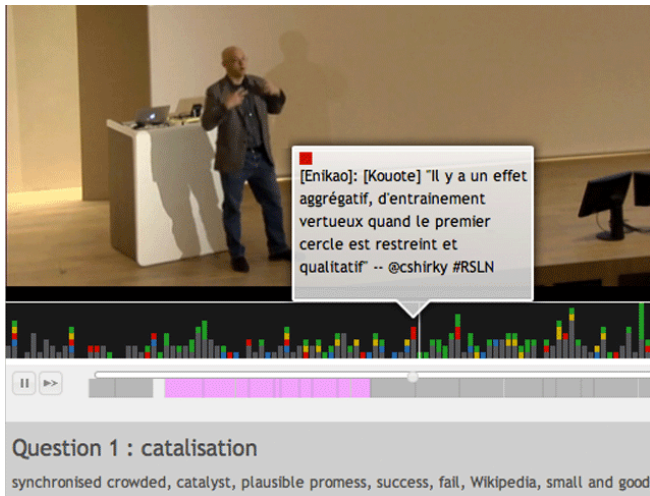 [Enikao]: [Kouote] "Il y a un effet
aggrégatif, d'entrainement
vertueux quand le premier
cercle est restreint et
qualitatif" -- @cshirky #RSLN
Question 1 : catalisation
synchronised crowded, catalyst, plausible promess, success, fail, Wikipedia, small and good